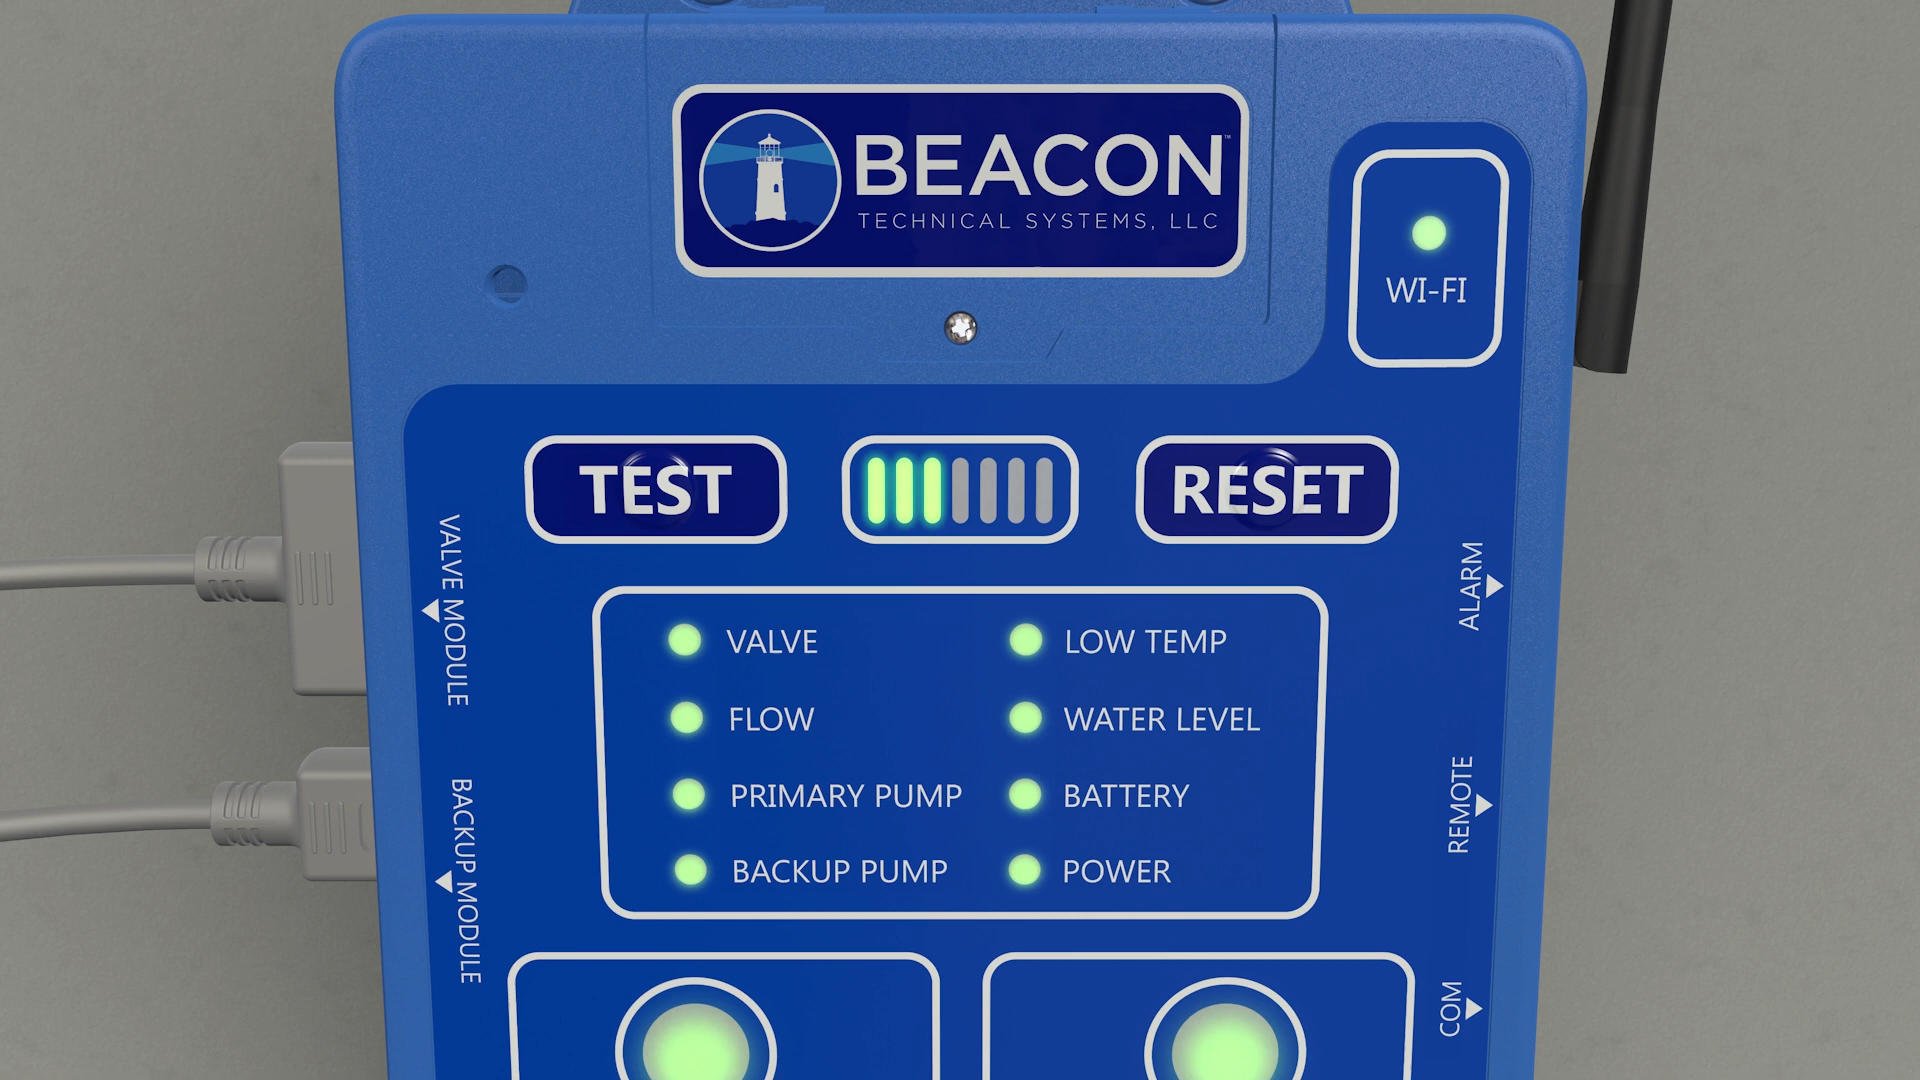 BEACON™
TECHNICAL SYSTEMS, LLC
WI-FI
TEST
RESET
VALVE MODULE
BACKUP MODULE
VALVE
FLOW
PRIMARY PUMP
BACKUP PUMP
LOW TEMP
WATER LEVEL
BATTERY
POWER
ALARM
REMOTE
COM